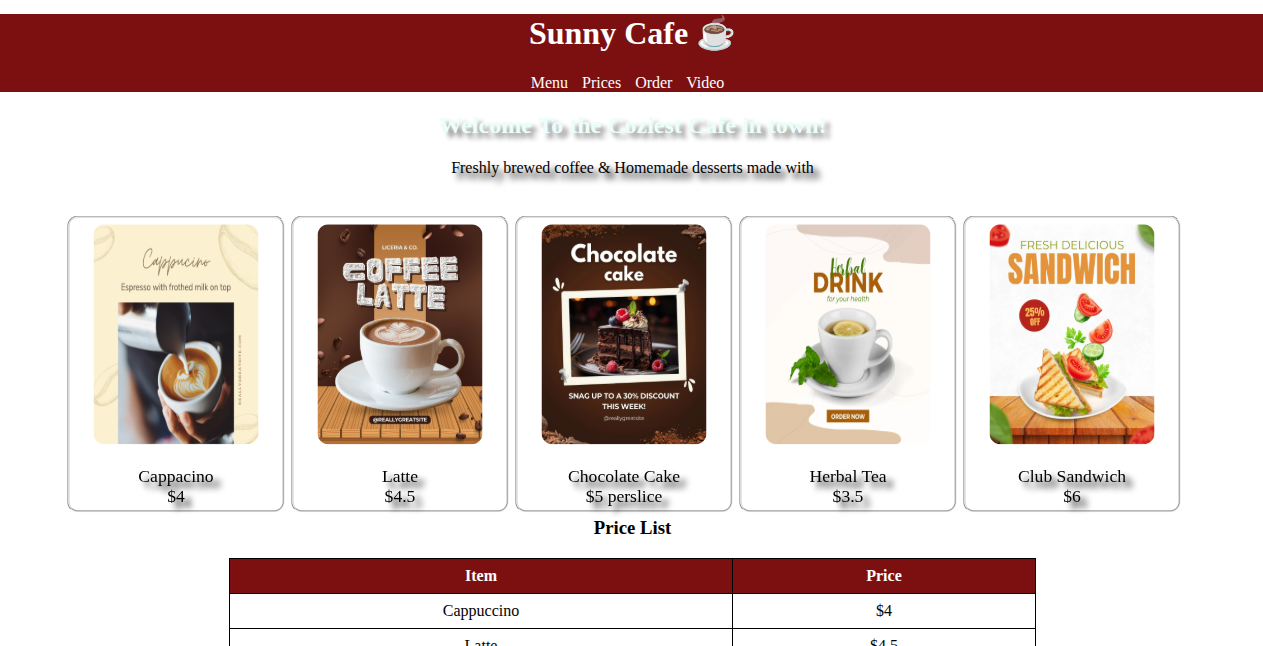 Sunny Cafe ☕
Menu Prices Order Video
Welcome To the Coziest Cafe in town!
Freshly brewed coffee & Homemade desserts made with
Cappucino
Espresso with frothed milk on top
REALLYGREATSITE.COM
Cappacino
$4
LICERIA & CO.
COFFEE
LATTE
@REALLYGREATSITE
Latte
$4.5
Chocolate
cake
SNAG UP TO A 30% DISCOUNT
THIS WEEK!
@reallygreatsite
Chocolate Cake
$5 perslice
Herbal
DRINK
for your health
ORDER NOW
Herbal Tea
$3.5
FRESH DELICIOUS
SANDWICH
25%
OFF
Club Sandwich
$6
Price List
Item Price
Cappuccino $4
Latte $4.5